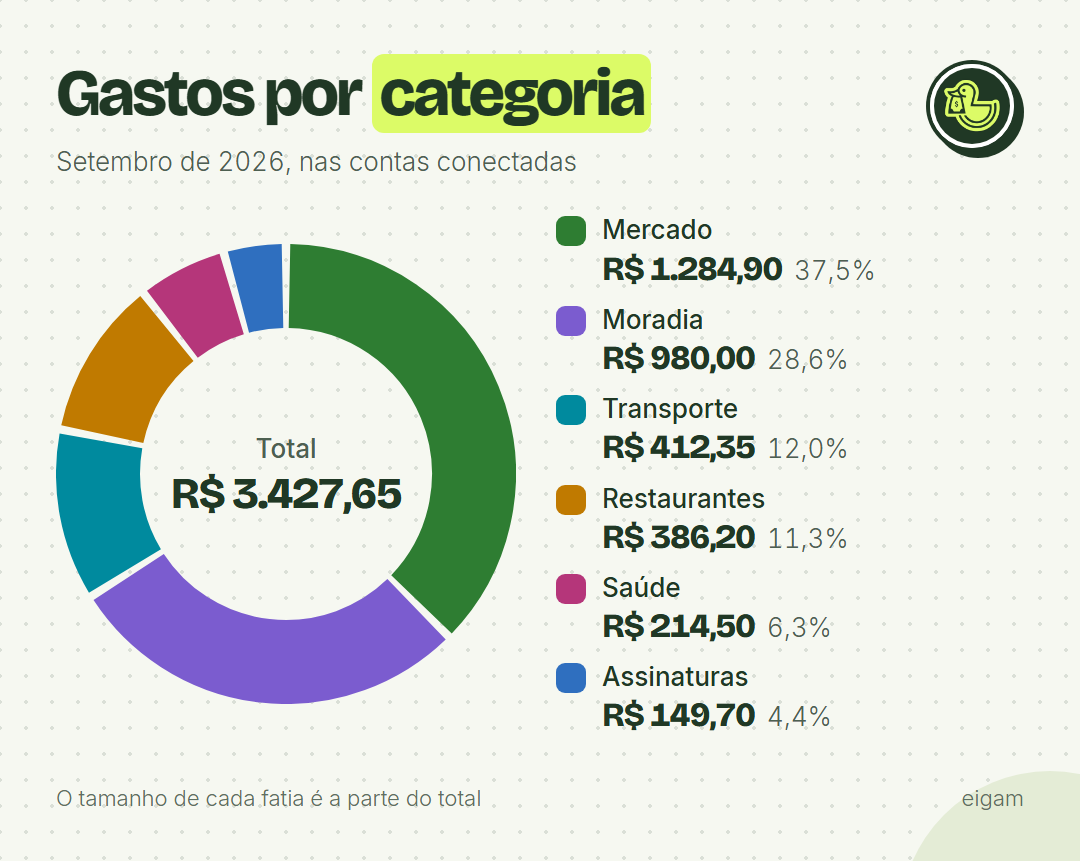 Gastos por categoria
Setembro de 2026, nas contas conectadas
Mercado
R$ 1.284,90 37,5%
Moradia
R$ 980,00 28,6%
Transporte
R$ 412,35 12,0%
Restaurantes
R$ 386,20 11,3%
Saúde
R$ 214,50 6,3%
Assinaturas
R$ 149,70 4,4%
Total
R$ 3.427,65
O tamanho de cada fatia é a parte do total
eigam